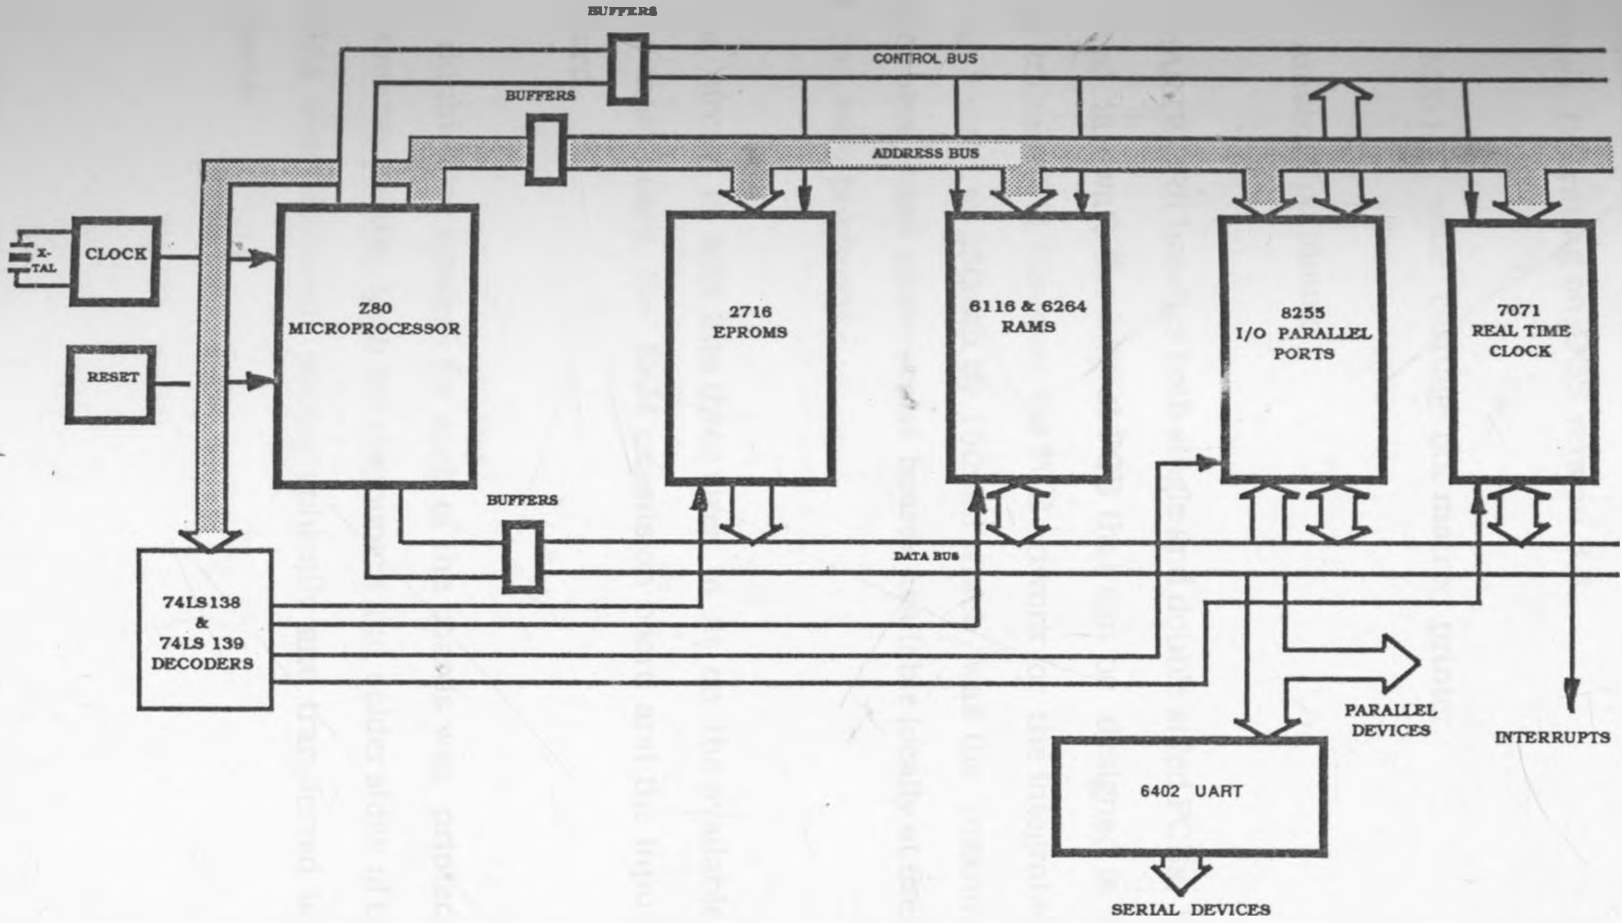 BUFFERS
CONTROL BUS
BUFFERS
ADDRESS BUS
X-
TAL
CLOCK
RESET
Z80
MICROPROCESSOR
2716
EPROMS
6116 & 6264
RAMS
8255
I/O PARALLEL
PORTS
7071
REAL TIME
CLOCK
BUFFERS
DATA BUS
74LS138
&
74LS 139
DECODERS
PARALLEL
DEVICES
INTERRUPTS
6402 UART
SERIAL DEVICES